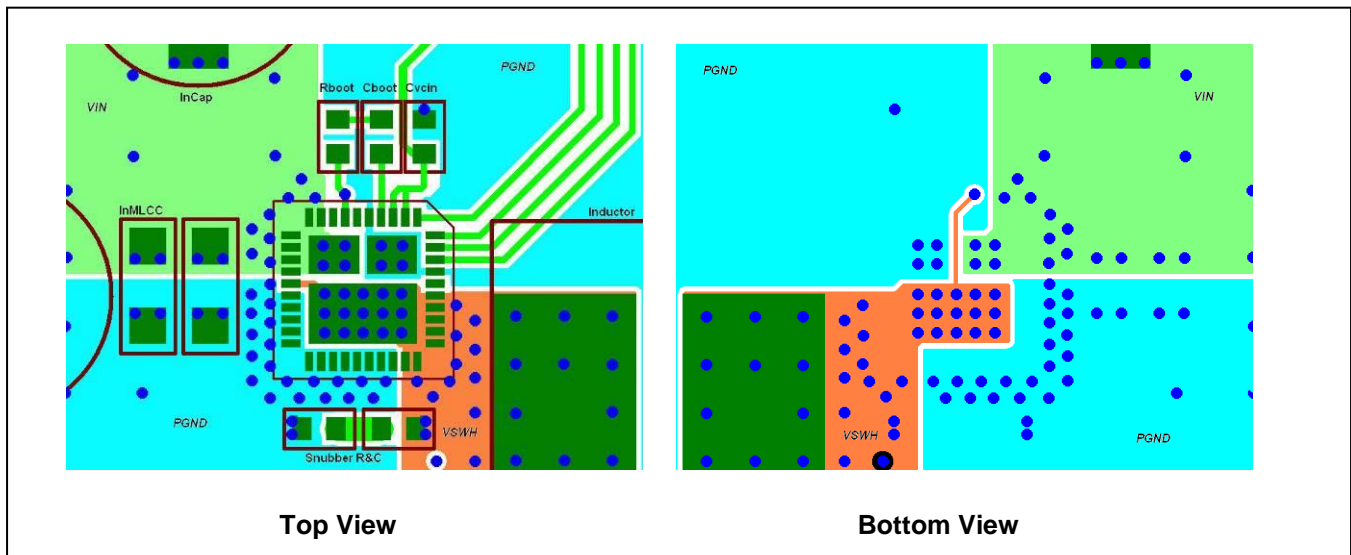 PGND
Rboot Cboot Cvcin
InCap
VIN
InMLCC
Inductor
PGND
VSWH
Snubber R&C
Top View
PGND
VIN
VSWH
PGND
Bottom View